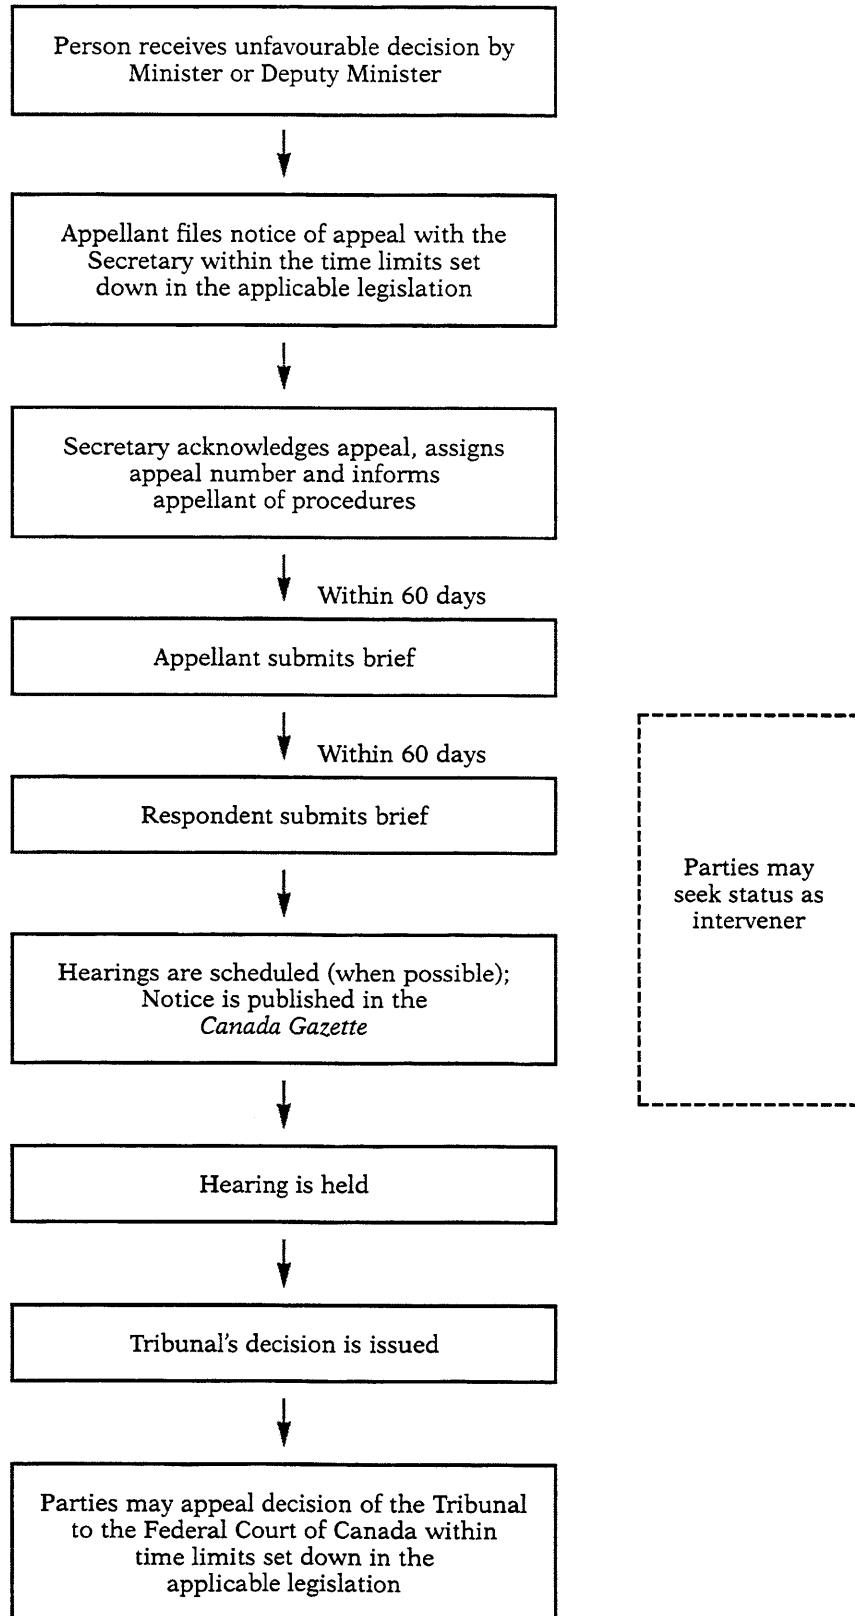 Person receives unfavourable decision by
Minister or Deputy Minister
Appellant files notice of appeal with the
Secretary within the time limits set
down in the applicable legislation
Secretary acknowledges appeal, assigns
appeal number and informs
appellant of procedures
Within 60 days
Appellant submits brief
Within 60 days
Respondent submits brief
Parties may
seek status as
intervener
Hearings are scheduled (when possible);
Notice is published in the
Canada Gazette
Hearing is held
Tribunal's decision is issued
Parties may appeal decision of the Tribunal
to the Federal Court of Canada within
time limits set down in the
applicable legislation